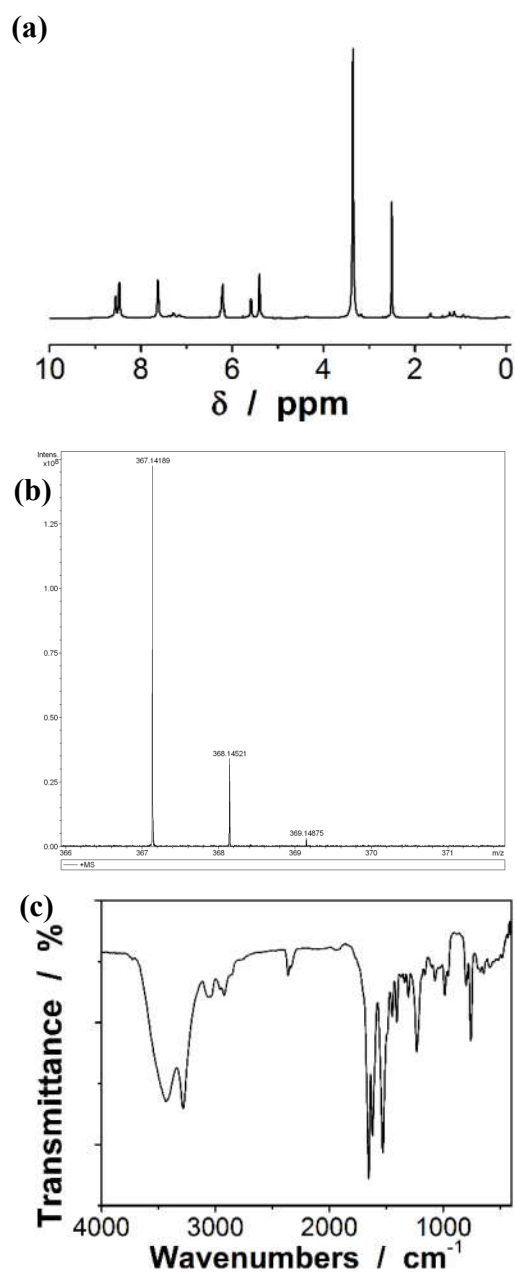 (a)
10 8 6 4 2 0
δ / ppm
(b)
Intens.
367.14189
1.25
1.00
0.75
0.50
368.14521
0.25
369.14875
0.00
366 367 368 369 370 371 m/z
+MS
(c)
Transmittance / %
4000 3000 2000 1000
Wavenumbers / cm⁻¹